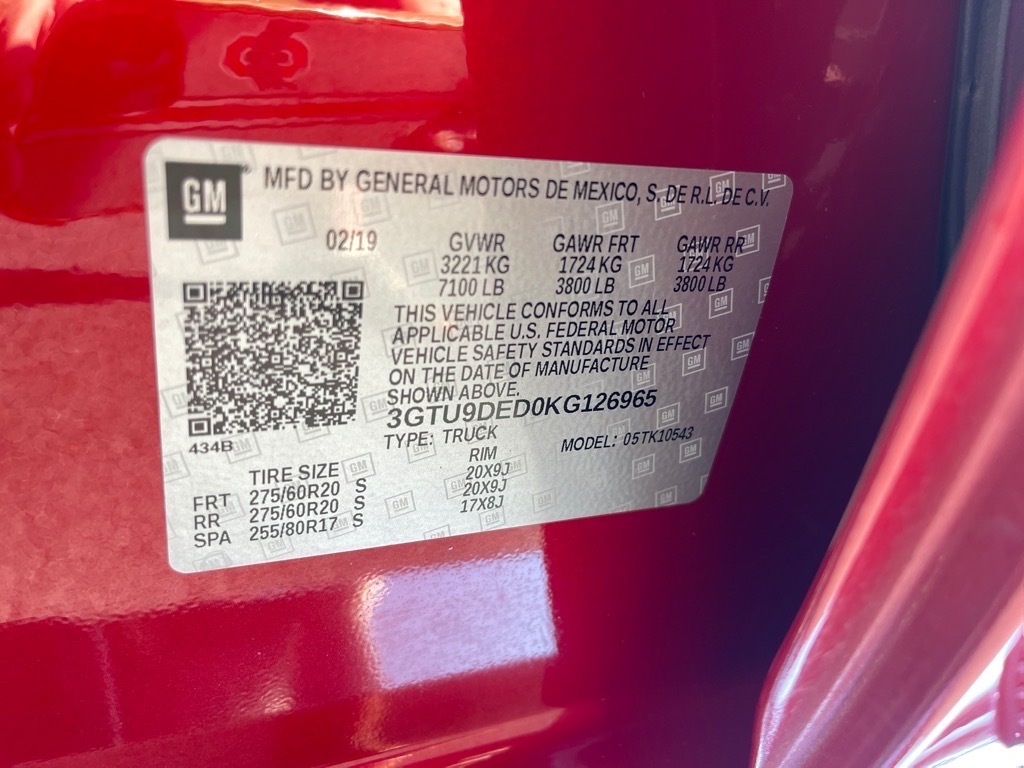 GM MFD BY GENERAL MOTORS DE MEXICO, S. DE R.L. DE C.V.
02/19 GVWR GAWR FRT GAWR RR
3221 KG 1724 KG 1724 KG
7100 LB 3800 LB 3800 LB
THIS VEHICLE CONFORMS TO ALL
APPLICABLE U.S. FEDERAL MOTOR
VEHICLE SAFETY STANDARDS IN EFFECT
ON THE DATE OF MANUFACTURE
SHOWN ABOVE.
3GTU9DED0KG126965
434B TYPE: TRUCK MODEL: 05TK10543
TIRE SIZE RIM
FRT 275/60R20 S 20X9J
RR 275/60R20 S 20X9J
SPA 255/80R17 S 17X8J